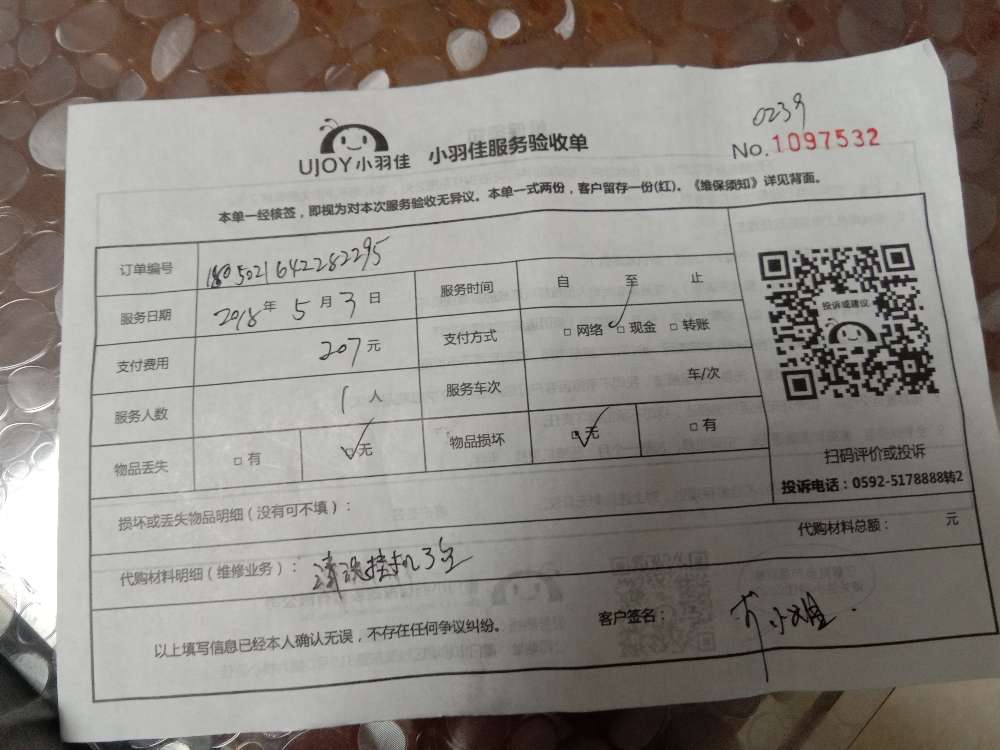 0239
UJOY小羽佳 小羽佳服务验收单 No.1097532
本单一经核签，即视为对本次服务验收无异议。本单一式两份，客户留存一份(红)。《维保须知》详见背面。
订单编号 1805021642282295
服务日期 2018年 5 月 3 日 服务时间 自 至 止
支付费用 207元 支付方式 □ 网络 □ 现金 □ 转账
投诉或建议
服务人数 1 人 服务车次 车/次
物品丢失 □ 有 □ 无 物品损坏 □ 无 □ 有
扫码评价或投诉
投诉电话：0592-5178888转2
损坏或丢失物品明细（没有可不填）：
代购材料总额： 元
代购材料明细（维修业务）：清洗挂机3台
以上填写信息已经本人确认无误，不存在任何争议纠纷。 客户签名：